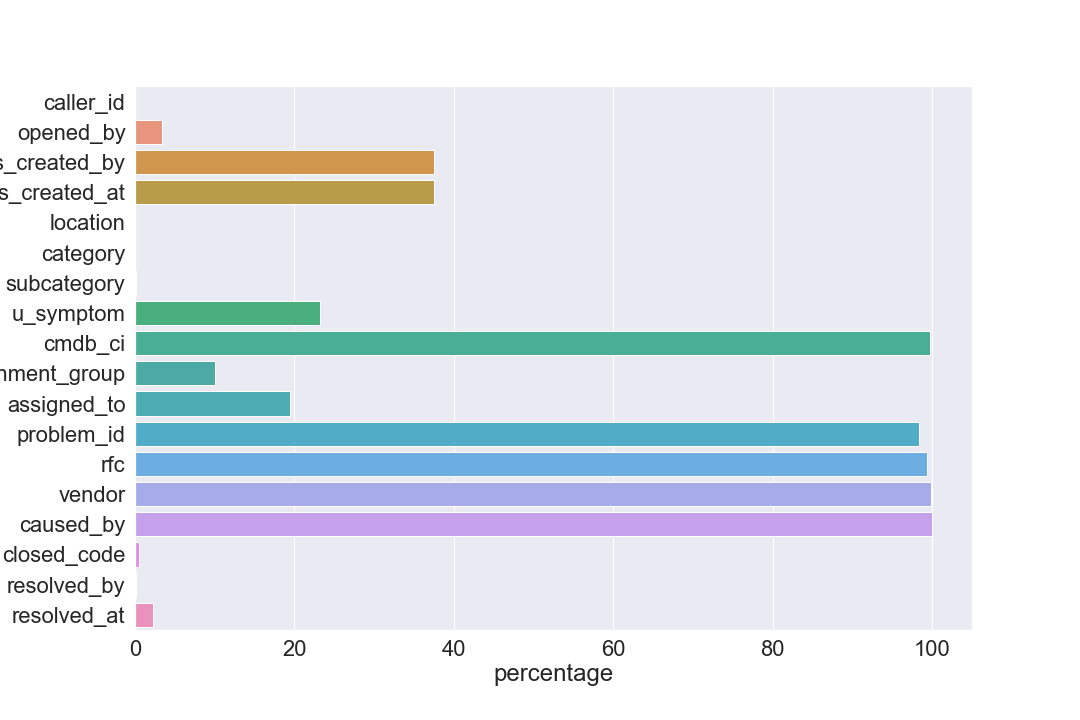 caller_id
opened_by
s_created_by
s_created_at
location
category
subcategory
u_symptom
cmdb_ci
nment_group
assigned_to
problem_id
rfc
vendor
caused_by
closed_code
resolved_by
resolved_at
0 20 40 60 80 100
percentage